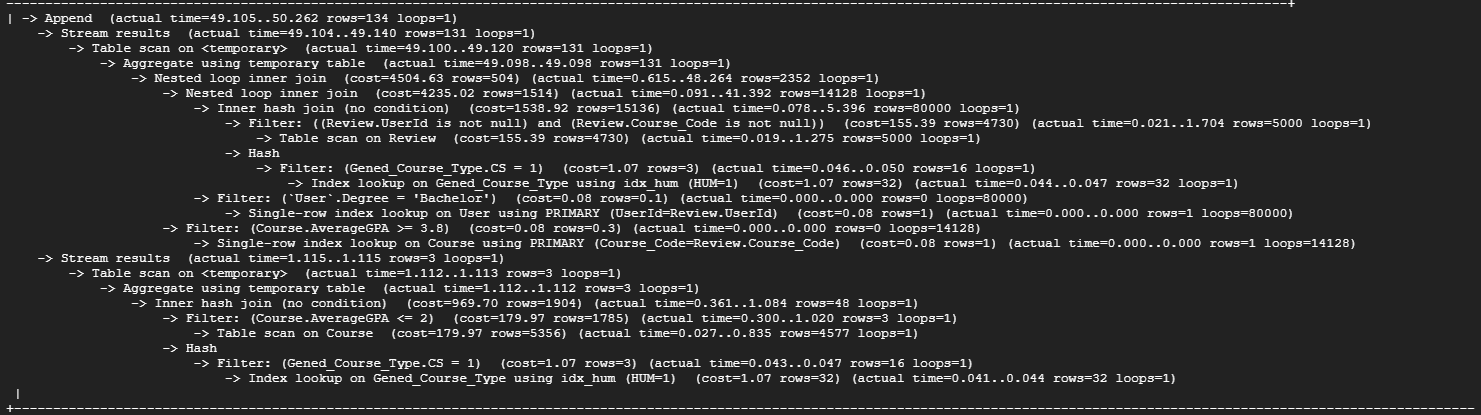 | -> Append  (actual time=49.105..50.262 rows=134 loops=1)
    -> Stream results  (actual time=49.104..49.140 rows=131 loops=1)
        -> Table scan on <temporary>  (actual time=49.100..49.120 rows=131 loops=1)
            -> Aggregate using temporary table  (actual time=49.098..49.098 rows=131 loops=1)
                -> Nested loop inner join  (cost=4504.63 rows=504) (actual time=0.615..48.264 rows=2352 loops=1)
                    -> Nested loop inner join  (cost=4235.02 rows=1514) (actual time=0.091..41.392 rows=14128 loops=1)
                        -> Inner hash join (no condition)  (cost=1538.92 rows=15136) (actual time=0.078..5.396 rows=80000 loops=1)
                            -> Filter: ((Review.UserId is not null) and (Review.Course_Code is not null))  (cost=155.39 rows=4730) (actual time=0.021..1.704 rows=5000 loops=1)
                                -> Table scan on Review  (cost=155.39 rows=4730) (actual time=0.019..1.275 rows=5000 loops=1)
                            -> Hash
                                -> Filter: (Gened_Course_Type.CS = 1)  (cost=1.07 rows=3) (actual time=0.046..0.050 rows=16 loops=1)
                                    -> Index lookup on Gened_Course_Type using idx_hum (HUM=1)  (cost=1.07 rows=32) (actual time=0.044..0.047 rows=32 loops=1)
                        -> Filter: (`User`.Degree = 'Bachelor')  (cost=0.08 rows=0.1) (actual time=0.000..0.000 rows=0 loops=80000)
                            -> Single-row index lookup on User using PRIMARY (UserId=Review.UserId)  (cost=0.08 rows=1) (actual time=0.000..0.000 rows=1 loops=80000)
                    -> Filter: (Course.AverageGPA >= 3.8)  (cost=0.08 rows=0.3) (actual time=0.000..0.000 rows=0 loops=14128)
                        -> Single-row index lookup on Course using PRIMARY (Course_Code=Review.Course_Code)  (cost=0.08 rows=1) (actual time=0.000..0.000 rows=1 loops=14128)
    -> Stream results  (actual time=1.115..1.115 rows=3 loops=1)
        -> Table scan on <temporary>  (actual time=1.112..1.113 rows=3 loops=1)
            -> Aggregate using temporary table  (actual time=1.112..1.112 rows=3 loops=1)
                -> Inner hash join (no condition)  (cost=969.70 rows=1904) (actual time=0.361..1.084 rows=48 loops=1)
                    -> Filter: (Course.AverageGPA <= 2)  (cost=179.97 rows=1785) (actual time=0.300..1.020 rows=3 loops=1)
                        -> Table scan on Course  (cost=179.97 rows=5356) (actual time=0.027..0.835 rows=4577 loops=1)
                    -> Hash
                        -> Filter: (Gened_Course_Type.CS = 1)  (cost=1.07 rows=3) (actual time=0.043..0.047 rows=16 loops=1)
                            -> Index lookup on Gened_Course_Type using idx_hum (HUM=1)  (cost=1.07 rows=32) (actual time=0.041..0.044 rows=32 loops=1)
 |